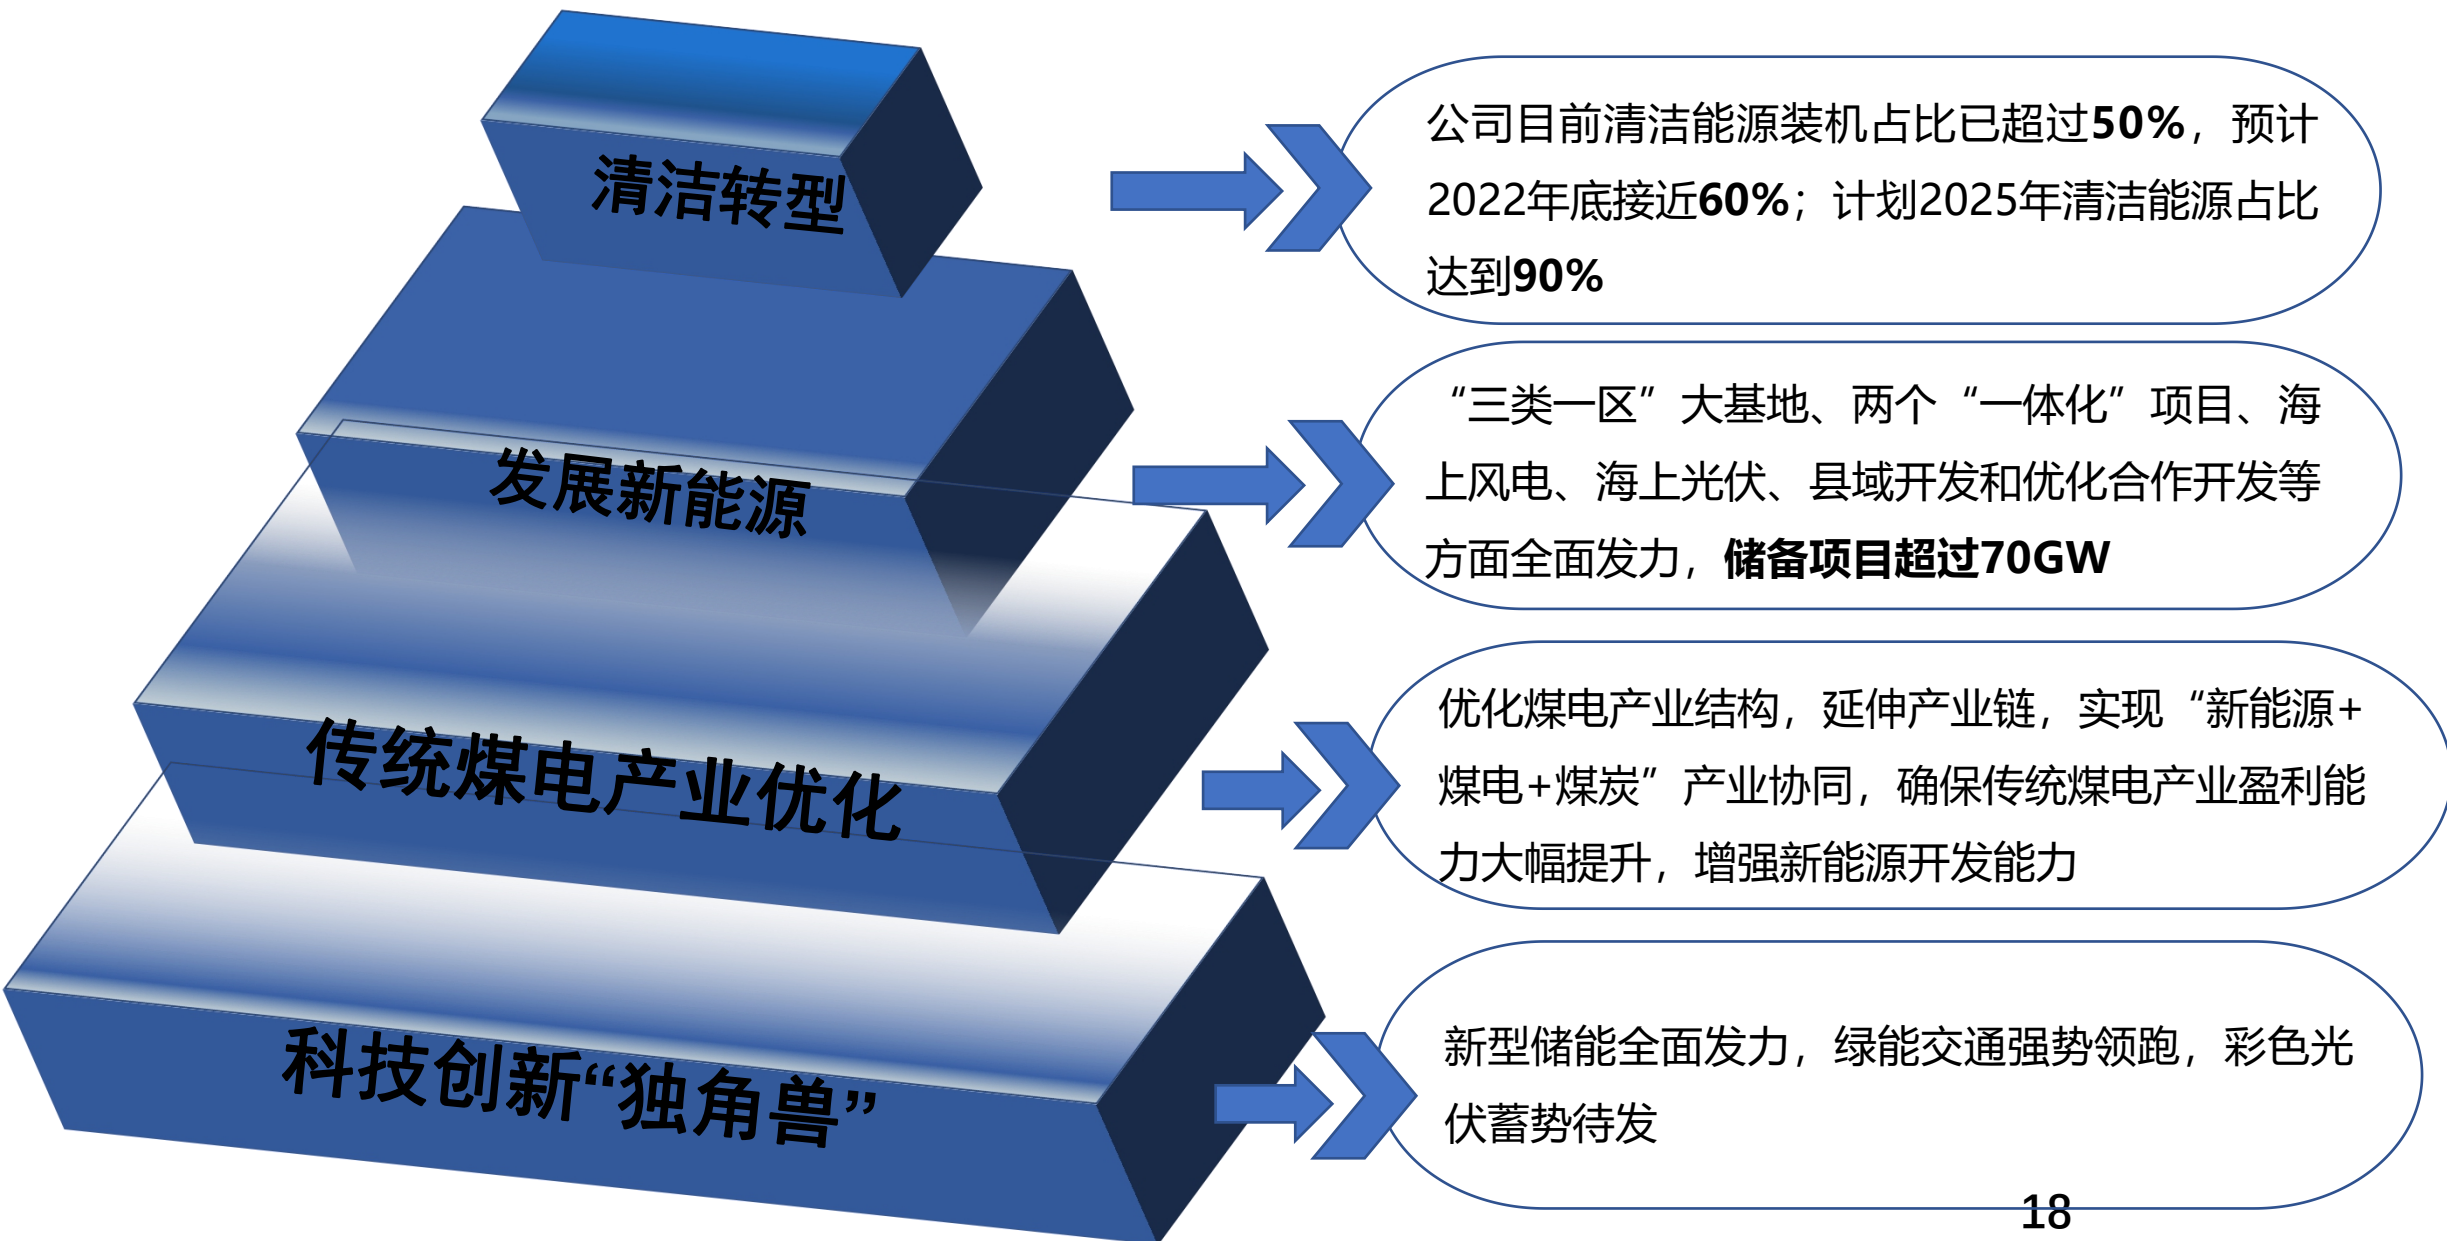 清洁转型
公司目前清洁能源装机占比已超过50%，预计
2022年底接近60%；计划2025年清洁能源占比
达到90%
发展新能源
“三类一区”大基地、两个“一体化”项目、海
上风电、海上光伏、县域开发和优化合作开发等
方面全面发力，储备项目超过70GW
传统煤电产业优化
优化煤电产业结构，延伸产业链，实现“新能源+
煤电+煤炭”产业协同，确保传统煤电产业盈利能
力大幅提升，增强新能源开发能力
科技创新“独角兽”
新型储能全面发力，绿能交通强势领跑，彩色光
伏蓄势待发
18